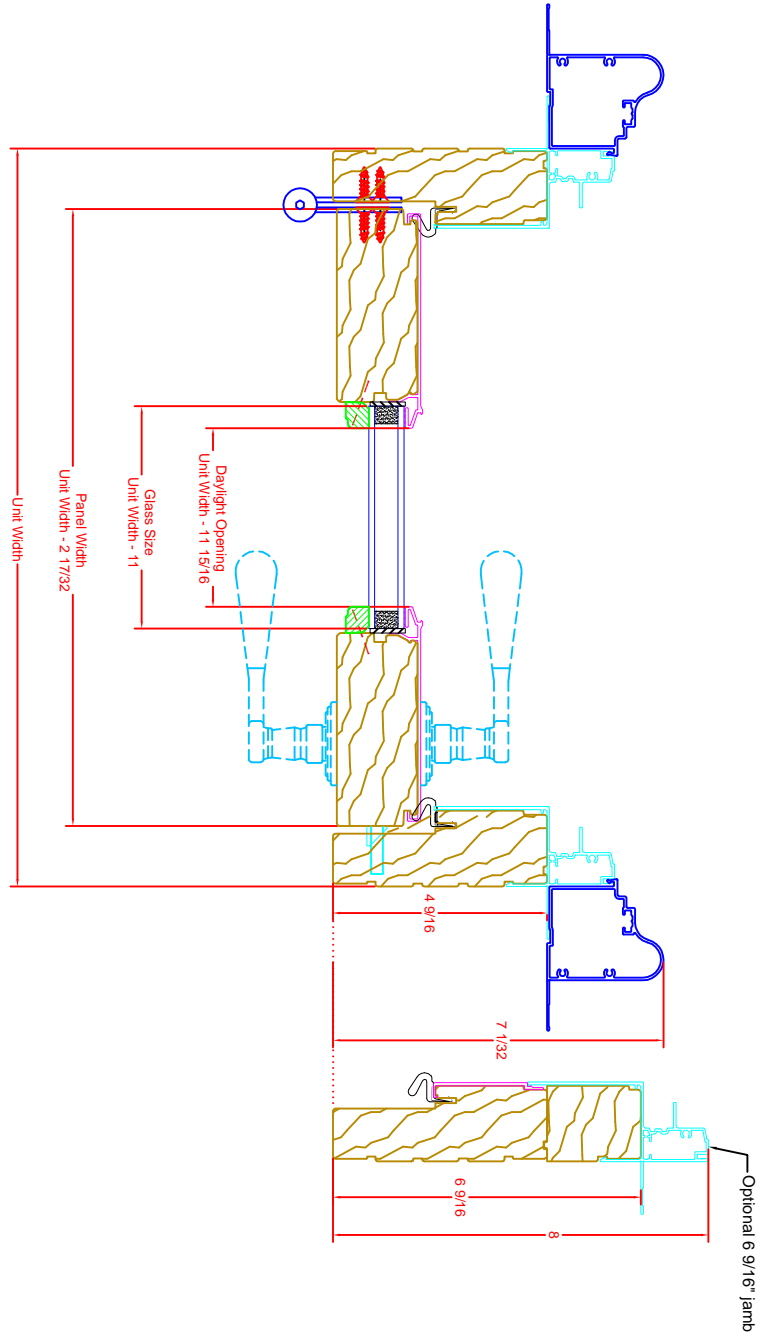 Optional 6 9/16" jamb
Daylight Opening
Unit Width - 11 15/16
Glass Size
Unit Width - 11
Panel Width
Unit Width - 2 17/32
Unit Width
4 9/16
7 1/32
6 9/16
8